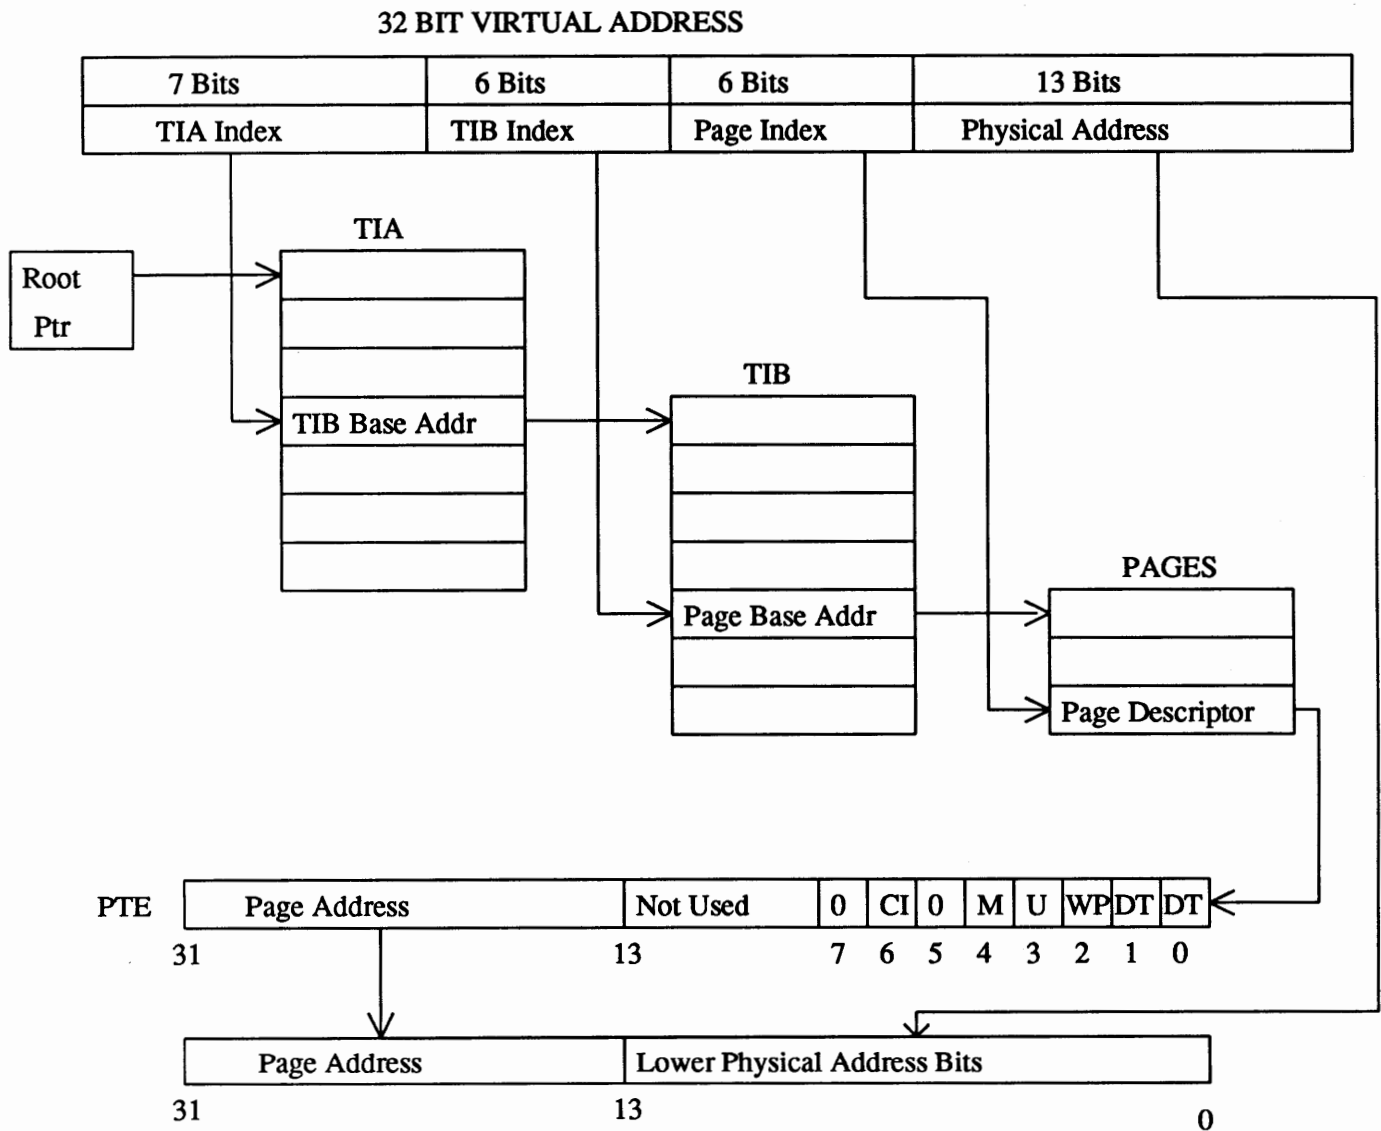 32 BIT VIRTUAL ADDRESS
7 Bits 6 Bits 6 Bits 13 Bits
TIA Index TIB Index Page Index Physical Address
TIA
Root
Ptr
TIB
TIB Base Addr
PAGES
Page Base Addr
Page Descriptor
PTE Page Address Not Used 0 CI 0 M U WP DT DT
31 13 7 6 5 4 3 2 1 0
Page Address Lower Physical Address Bits
31 13 0